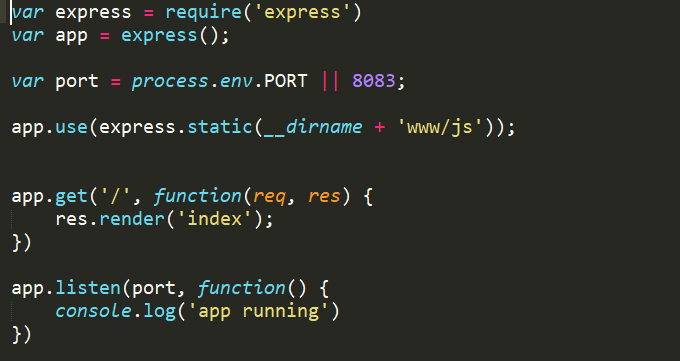 var express = require('express')
var app = express();
var port = process.env.PORT || 8083;
app.use(express.static(__dirname + 'www/js'));
app.get('/', function(req, res) {
res.render('index');
})
app.listen(port, function() {
console.log('app running')
})